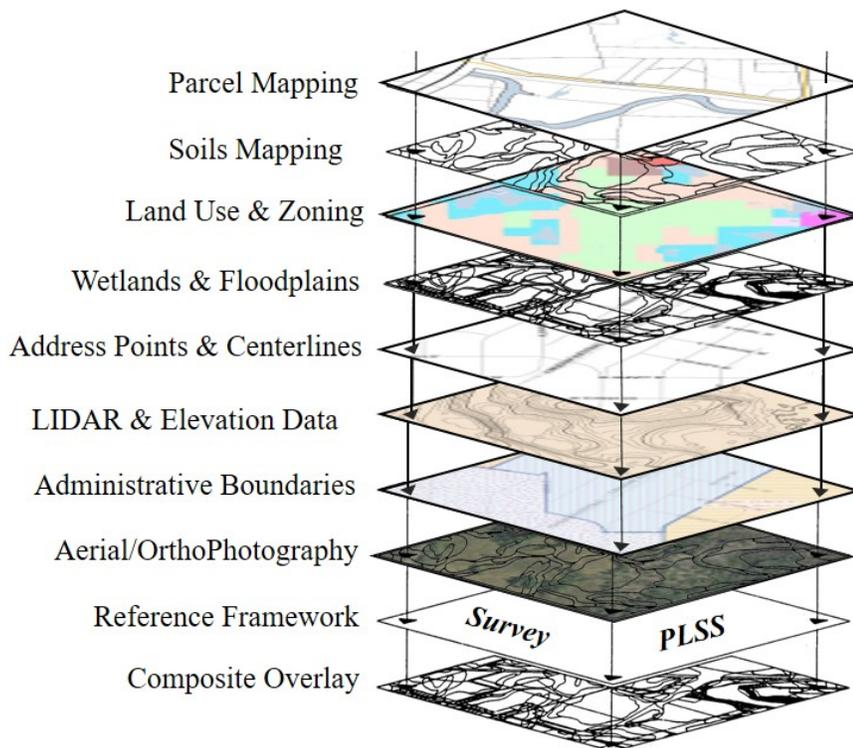 Parcel Mapping
Soils Mapping
Land Use & Zoning
Wetlands & Floodplains
Address Points & Centerlines
LIDAR & Elevation Data
Administrative Boundaries
Aerial/OrthoPhotography
Reference Framework
Survey PLSS
Composite Overlay